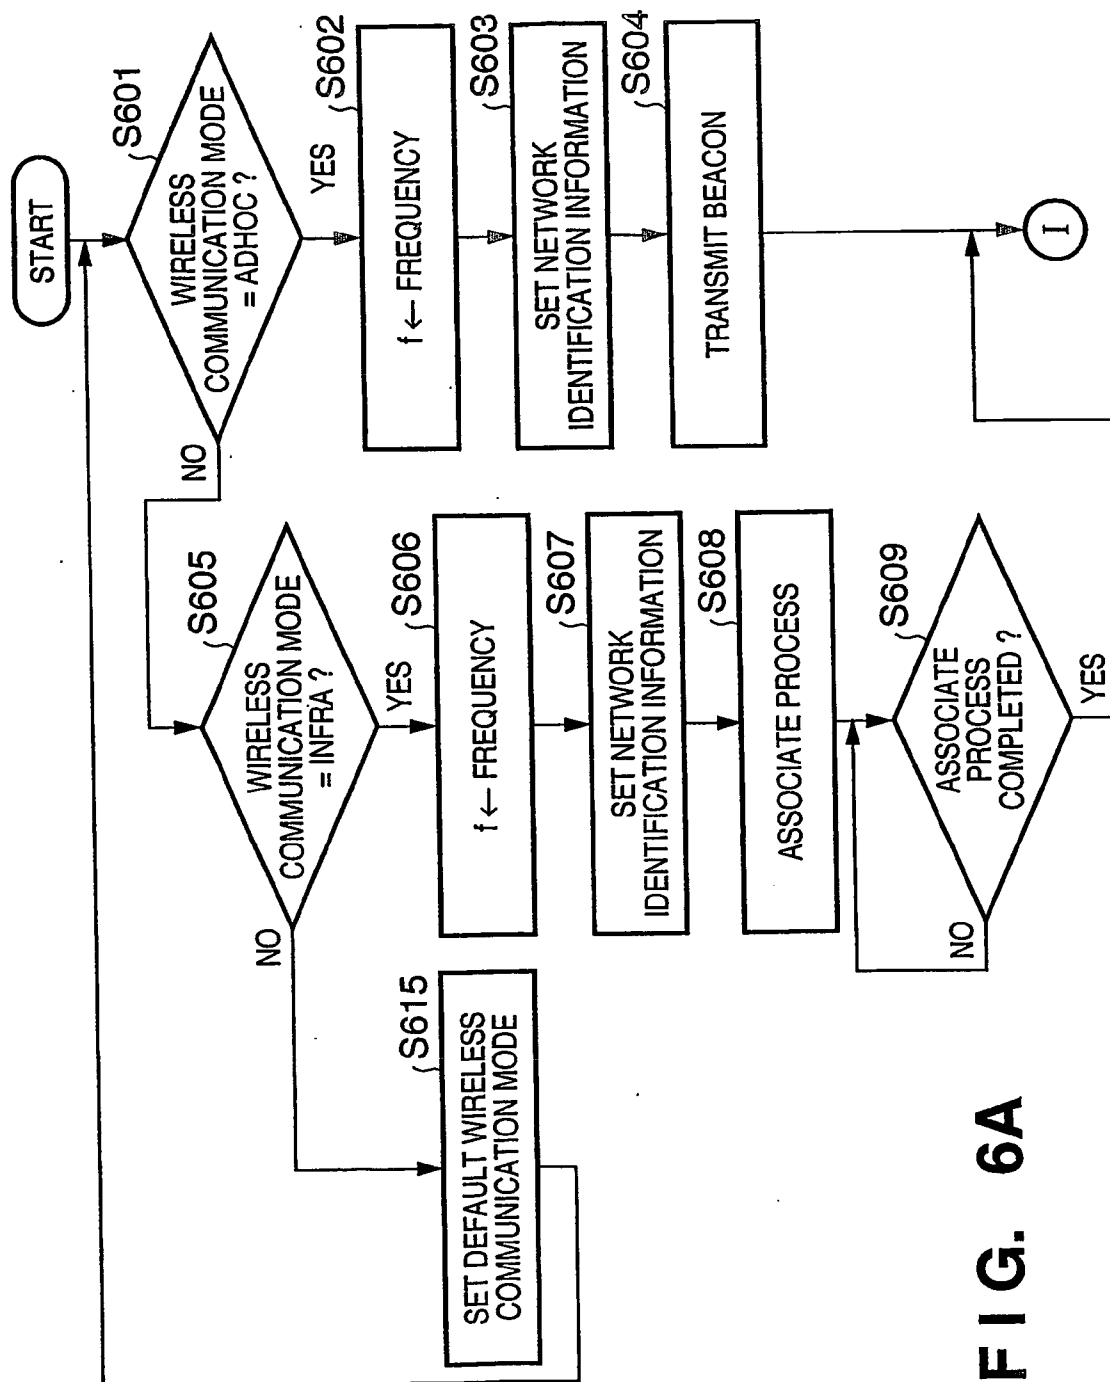 START
S601
WIRELESS
COMMUNICATION MODE
= ADHOC ?
YES
NO
S602
f ← FREQUENCY
S603
SET NETWORK
IDENTIFICATION INFORMATION
S604
TRANSMIT BEACON
I
S605
WIRELESS
COMMUNICATION MODE
= INFRA ?
YES
NO
S606
f ← FREQUENCY
S607
SET NETWORK
IDENTIFICATION INFORMATION
S608
ASSOCIATE PROCESS
S609
ASSOCIATE
PROCESS
COMPLETED ?
NO
YES
S615
SET DEFAULT WIRELESS
COMMUNICATION MODE
FIG. 6A